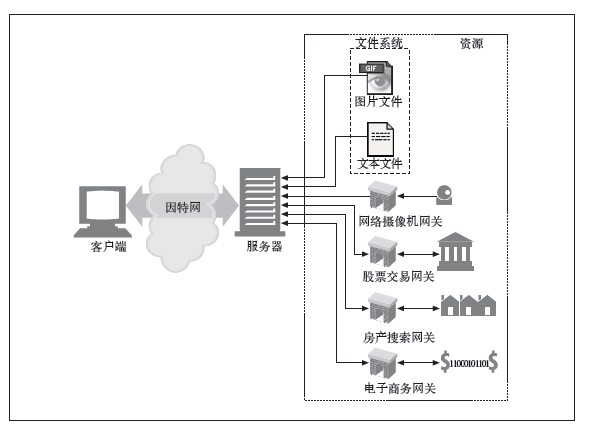 文件系统
资源
GIF
图片文件
文本文件
因特网
客户端
服务器
网络摄像机网关
股票交易网关
房产搜索网关
$11000101101$
电子商务网关